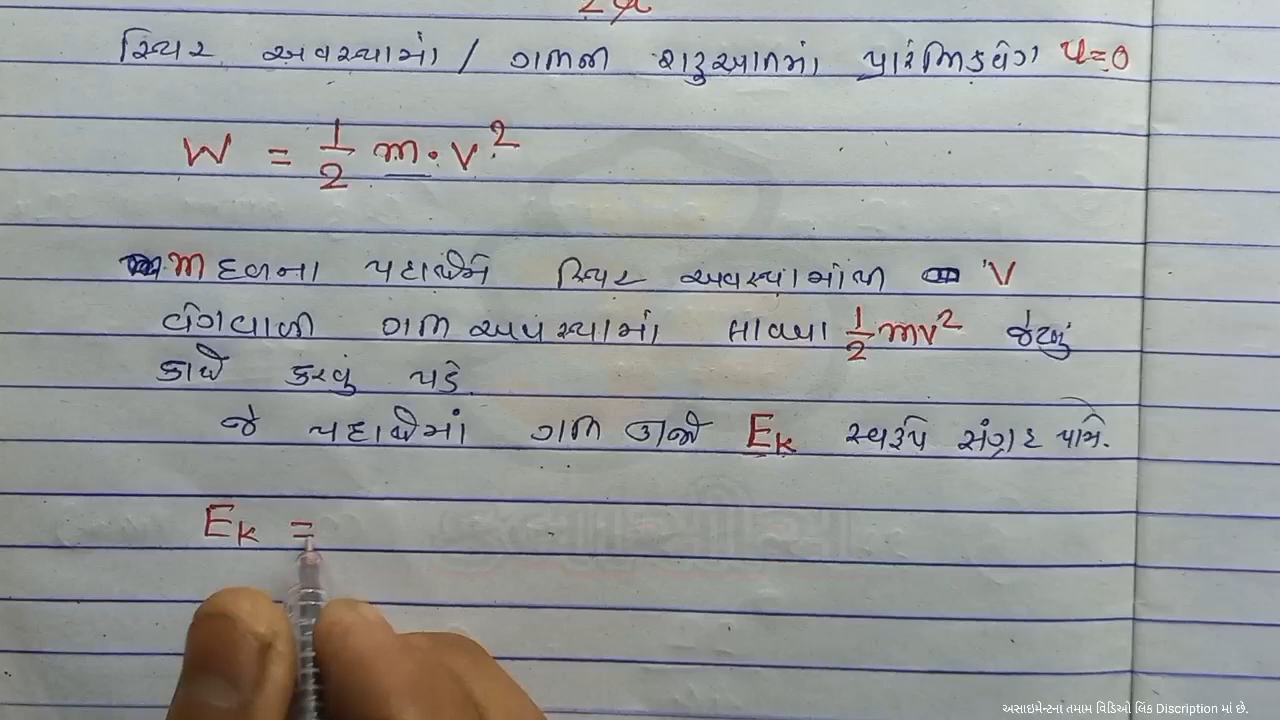 સ્થિર અવસ્થામાં / ગતિની શરુઆતમાં પ્રારંભિકવેગ u=0
W = 1/2 m·v²
m દળના પદાર્થને સ્થિર અવસ્થામાંથી v
વેગવાળી ગતિ અવસ્થામાં લાવવા 1/2 mv² જેટલું
કાર્ય કરવું પડે.
જે પદાર્થમાં ગતિ ઊર્જા Eₖ સ્વરૂપે સંગ્રહ પામે.
Eₖ =
અસાઇમેન્ટના તમામ વિડિઓ લિંક Discription માં છે.